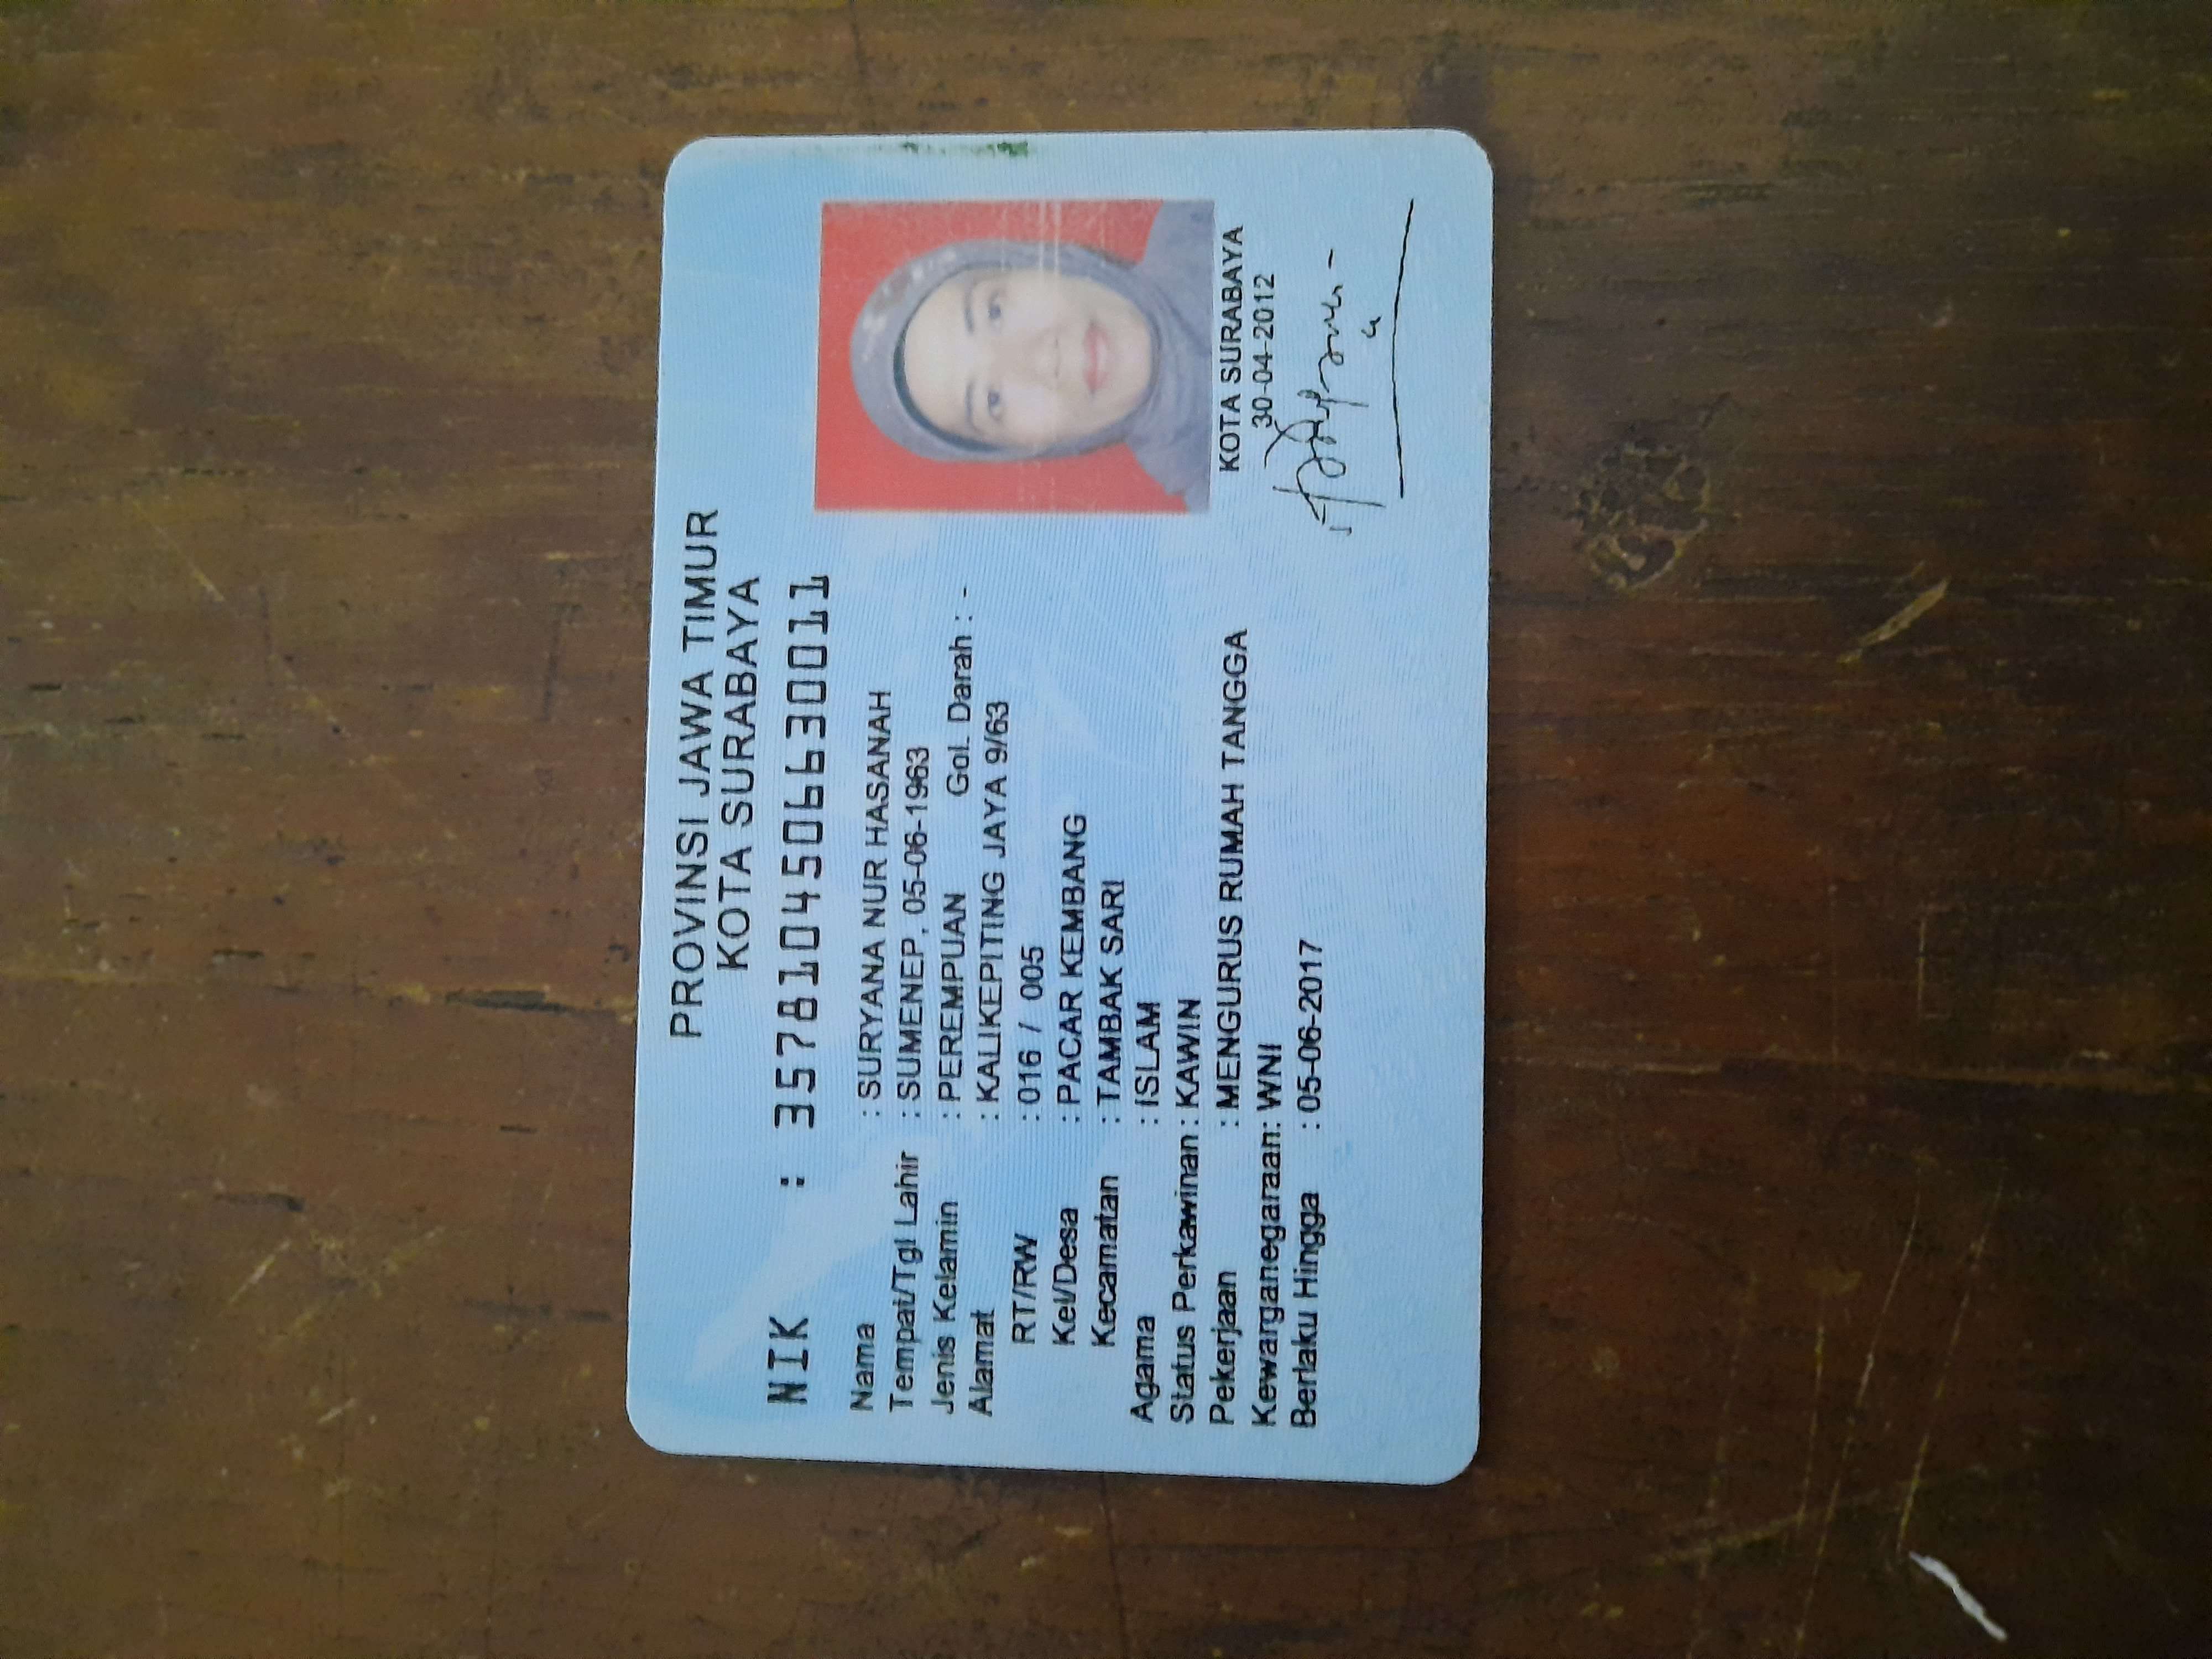 PROVINSI JAWA TIMUR
KOTA SURABAYA
NIK : 3578104506630011
Nama : SURYANA NUR HASANAH
Tempat/Tgl Lahir : SUMENEP, 05-06-1963
Jenis Kelamin : PEREMPUAN Gol. Darah : -
Alamat : KALIKEPITING JAYA 9/63
RT/RW : 016 / 005
Kel/Desa : PACAR KEMBANG
Kecamatan : TAMBAK SARI
Agama : ISLAM
Status Perkawinan : KAWIN
Pekerjaan : MENGURUS RUMAH TANGGA
Kewarganegaraan: WNI
Berlaku Hingga : 05-06-2017
KOTA SURABAYA
30-04-2012